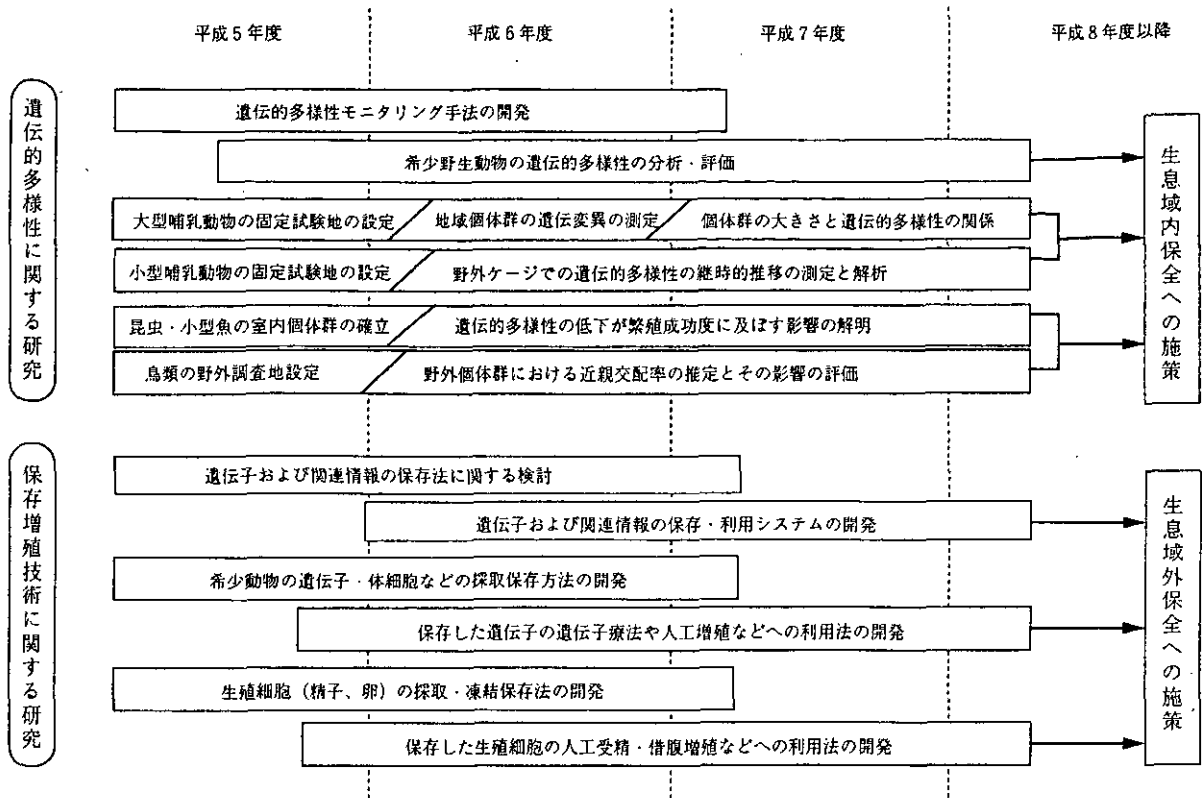 平成5年度
平成6年度
平成7年度
平成8年度以降
遺伝的多様性に関する研究
遺伝的多様性モニタリング手法の開発
希少野生動物の遺伝的多様性の分析・評価
大型哺乳動物の固定試験地の設定
地域個体群の遺伝変異の測定
個体群の大きさと遺伝的多様性の関係
小型哺乳動物の固定試験地の設定
野外ケージでの遺伝的多様性の継時的推移の測定と解析
昆虫・小型魚の室内個体群の確立
遺伝的多様性の低下が繁殖成功度に及ぼす影響の解明
鳥類の野外調査地設定
野外個体群における近親交配率の推定とその影響の評価
生息域内保全への施策
保存増殖技術に関する研究
遺伝子および関連情報の保存法に関する検討
遺伝子および関連情報の保存・利用システムの開発
希少動物の遺伝子・体細胞などの採取保存方法の開発
保存した遺伝子の遺伝子療法や人工増殖などへの利用法の開発
生殖細胞（精子、卵）の採取・凍結保存法の開発
保存した生殖細胞の人工受精・借腹増殖などへの利用法の開発
生息域外保全への施策